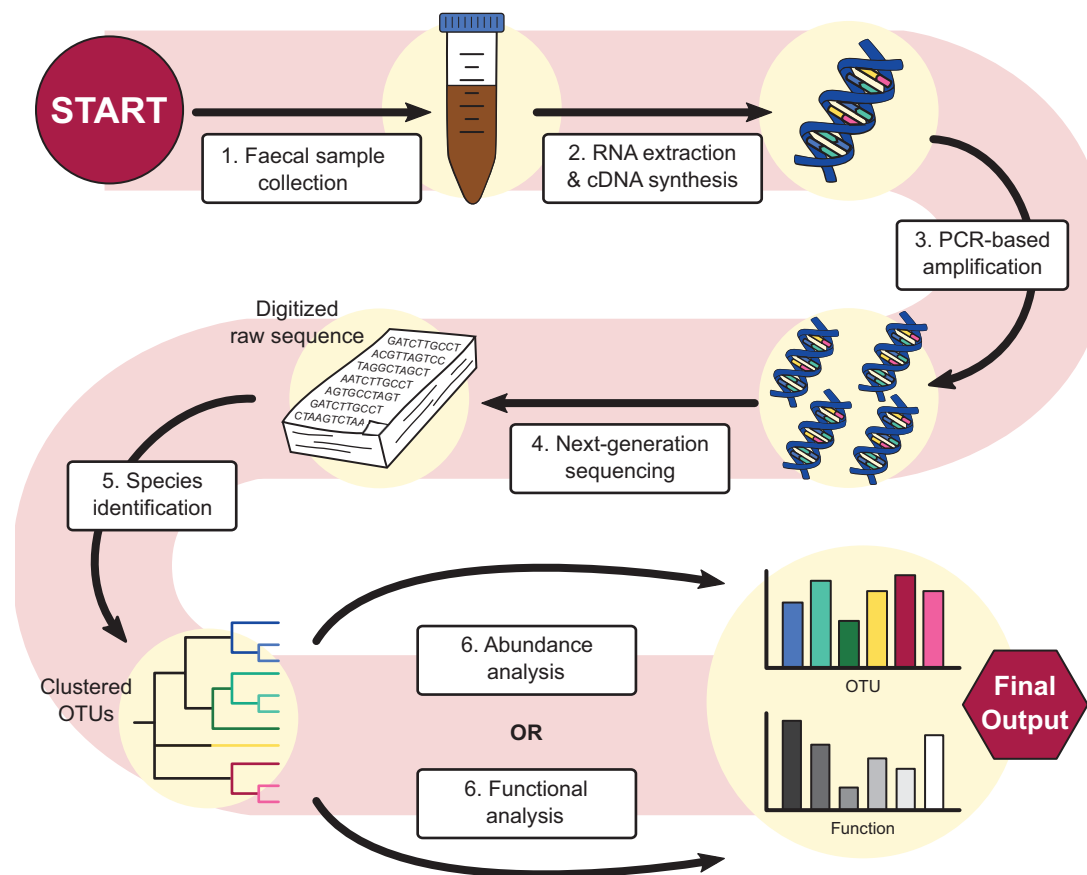 START
1. Faecal sample
collection
2. RNA extraction
& cDNA synthesis
3. PCR-based
amplification
Digitized
raw sequence
GATCTTGCCT
ACGTTAGTCC
TAGGCTAGCT
AATCTTGCCT
AGTGCCTAGT
GATCTTGCCT
CTAAGTCTAA
4. Next-generation
sequencing
5. Species
identification
Clustered
OTUs
6. Abundance
analysis
OR
6. Functional
analysis
OTU
Function
Final
Output